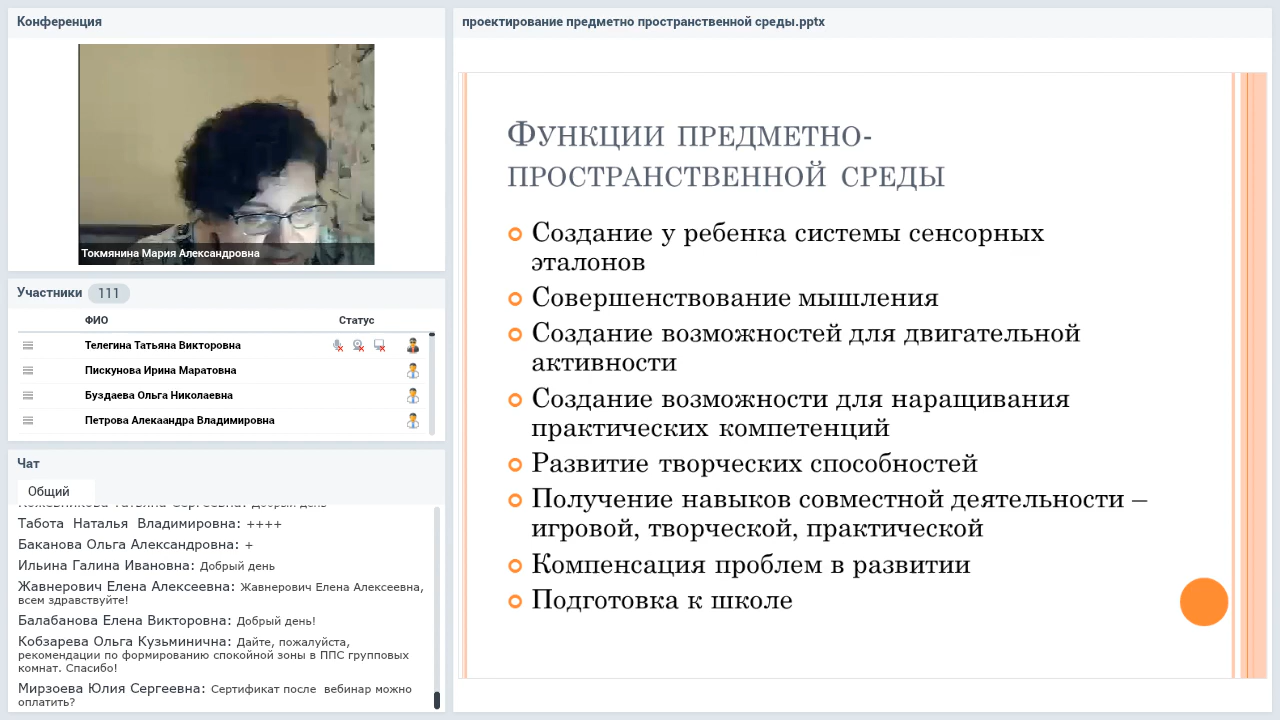 Конференция
Токмянина Мария Александровна
Участники 111
ФИО Статус
Телегина Татьяна Викторовна
Пискунова Ирина Маратовна
Буздаева Ольга Николаевна
Петрова Алекаандра Владимировна
Чат
Общий
Кожевникова Татьяна Сергеевна: Добрый день
Табота Наталья Владимировна: ++++
Баканова Ольга Александровна: +
Ильина Галина Ивановна: Добрый день
Жавнерович Елена Алексеевна: Жавнерович Елена Алексеевна,
всем здравствуйте!
Балабанова Елена Викторовна: Добрый день!
Кобзарева Ольга Кузьминична: Дайте, пожалуйста,
рекомендации по формированию спокойной зоны в ППС групповых
комнат. Спасибо!
Мирзоева Юлия Сергеевна: Сертификат после вебинар можно
оплатить?
проектирование предметно пространственной среды.pptx
Функции предметно-
пространственной среды
Создание у ребенка системы сенсорных
эталонов
Совершенствование мышления
Создание возможностей для двигательной
активности
Создание возможности для наращивания
практических компетенций
Развитие творческих способностей
Получение навыков совместной деятельности –
игровой, творческой, практической
Компенсация проблем в развитии
Подготовка к школе